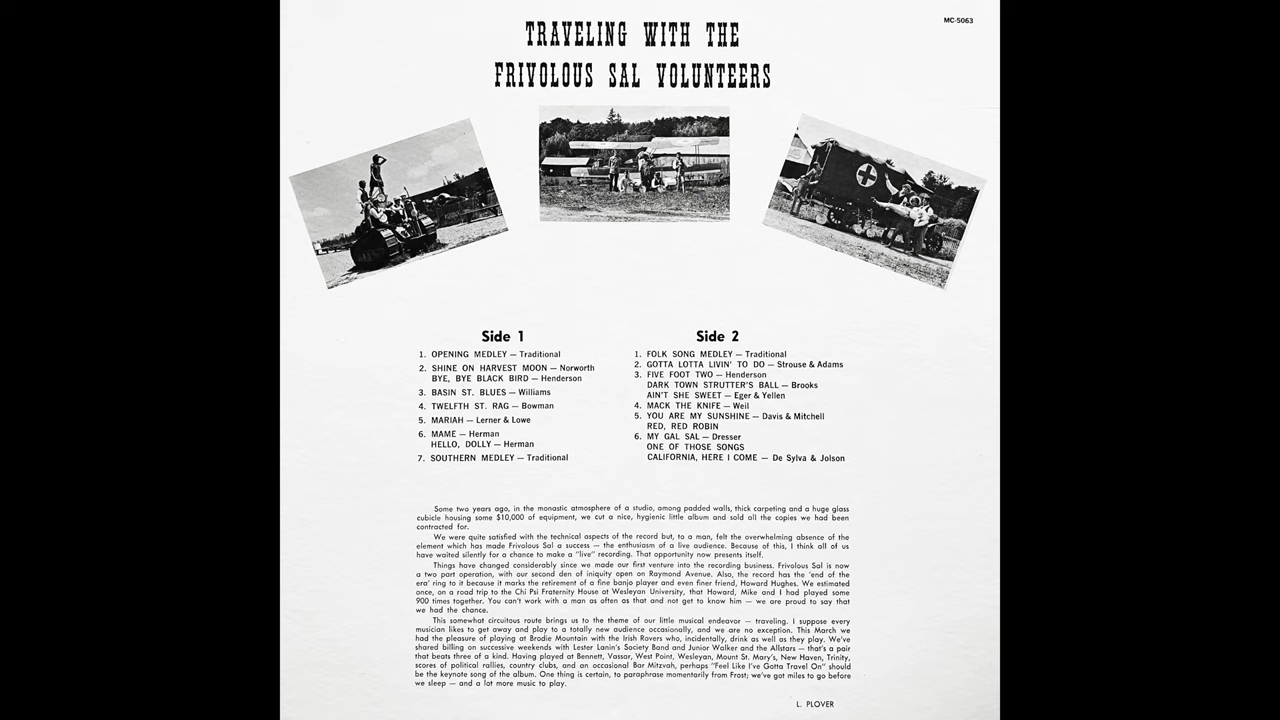 MC-5063
TRAVELING WITH THE
FRIVOLOUS SAL VOLUNTEERS
Side 1
1. OPENING MEDLEY — Traditional
2. SHINE ON HARVEST MOON — Norworth
BYE, BYE BLACK BIRD — Henderson
3. BASIN ST. BLUES — Williams
4. TWELFTH ST. RAG — Bowman
5. MARIAH — Lerner & Lowe
6. MAME — Herman
HELLO, DOLLY — Herman
7. SOUTHERN MEDLEY — Traditional
Side 2
1. FOLK SONG MEDLEY — Traditional
2. GOTTA LOTTA LIVIN' TO DO — Strouse & Adams
3. FIVE FOOT TWO — Henderson
DARK TOWN STRUTTER'S BALL — Brooks
AIN'T SHE SWEET — Eger & Yellen
4. MACK THE KNIFE — Weil
5. YOU ARE MY SUNSHINE — Davis & Mitchell
RED, RED ROBIN
6. MY GAL SAL — Dresser
ONE OF THOSE SONGS
CALIFORNIA, HERE I COME — De Sylva & Jolson
Some two years ago, in the monastic atmosphere of a studio, among padded walls, thick carpeting and a huge glass
cubicle housing some $10,000 of equipment, we cut a nice, hygienic little album and sold all the copies we had been
contracted for.
We were quite satisfied with the technical aspects of the record but, to a man, felt the overwhelming absence of the
element which has made Frivolous Sal a success — the enthusiasm of a live audience. Because of this, I think all of us
have waited silently for a chance to make a "live" recording. That opportunity now presents itself.
Things have changed considerably since we made our first venture into the recording business. Frivolous Sal is now
a two part operation, with our second den of iniquity open on Raymond Avenue. Also, the record has the 'end of the
era' ring to it because it marks the retirement of a fine banjo player and even finer friend, Howard Hughes. We estimated
once, on a road trip to the Chi Psi Fraternity House at Wesleyan University, that Howard, Mike and I had played some
900 times together. You can't work with a man as often as that and not get to know him — we are proud to say that
we had the chance.
This somewhat circuitous route brings us to the theme of our little musical endeavor — traveling. I suppose every
musician likes to get away and play to a totally new audience occasionally, and we are no exception. This March we
had the pleasure of playing at Brodie Mountain with the Irish Rovers who, incidentally, drink as well as they play. We've
shared billing on successive weekends with Lester Lanin's Society Band and Junior Walker and the Allstars — that's a pair
that beats three of a kind. Having played at Bennett, Vassar, West Point, Wesleyan, Mount St. Mary's, New Haven, Trinity,
scores of political rallies, country clubs, and an occasional Bar Mitzvah, perhaps "Feel Like I've Gotta Travel On" should
be the keynote song of the album. One thing is certain, to paraphrase momentarily from Frost; we've got miles to go before
we sleep — and a lot more music to play.
L. PLOVER